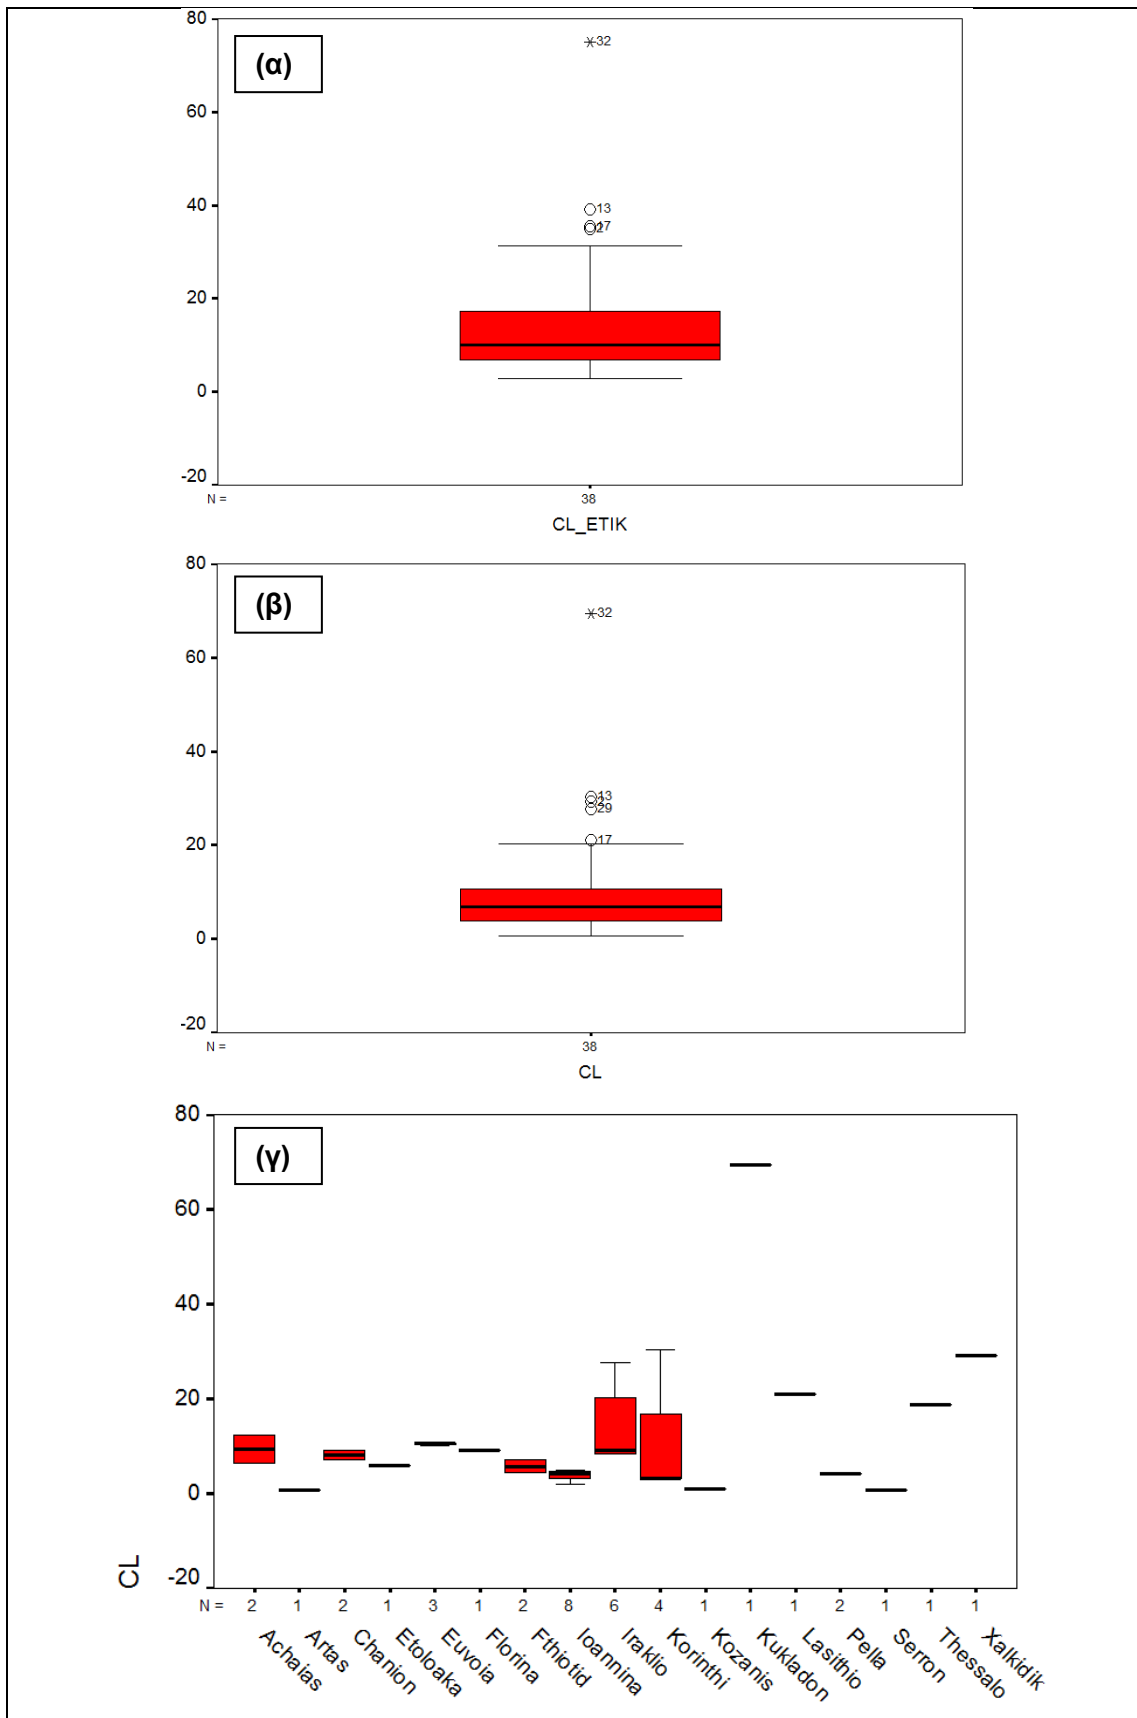 80
(α)
32
60
40
13
17
20
0
-20
N =
38
CL_ETIK
80
(β)
32
60
40
13
2
29
20
17
0
-20
N =
38
CL
80
(γ)
60
40
20
0
-20
CL
N = 2 1 2 1 3 1 2 8 6 4 1 1 1 2 1 1 1
Achaias
Artas
Chanion
Etoloaka
Euvoia
Florina
Fthiotid
Ioannina
Iraklio
Korinthi
Kozanis
Kukladon
Lasithio
Pella
Serron
Thessalo
Xalkidik